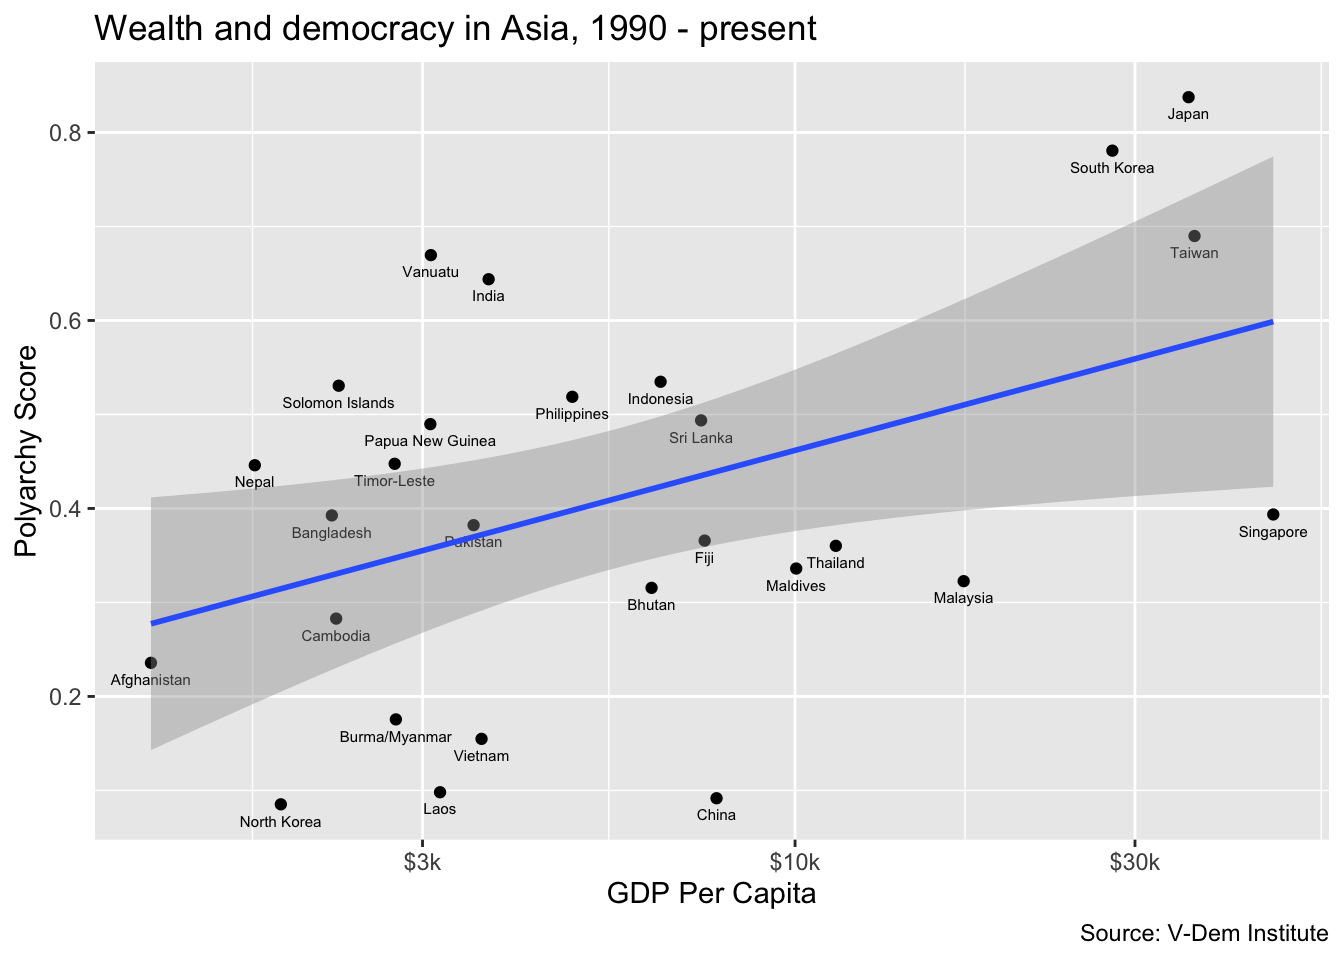 Wealth and democracy in Asia, 1990 - present
Polyarchy Score
0.8
0.6
0.4
0.2
Japan
South Korea
Taiwan
Vanuatu
India
Solomon Islands
Indonesia
Philippines
Papua New Guinea
Sri Lanka
Nepal
Timor-Leste
Bangladesh
Pakistan
Singapore
Fiji
Thailand
Maldives
Malaysia
Bhutan
Cambodia
Afghanistan
Burma/Myanmar
Vietnam
Laos
North Korea
China
$3k
$10k
$30k
GDP Per Capita
Source: V-Dem Institute